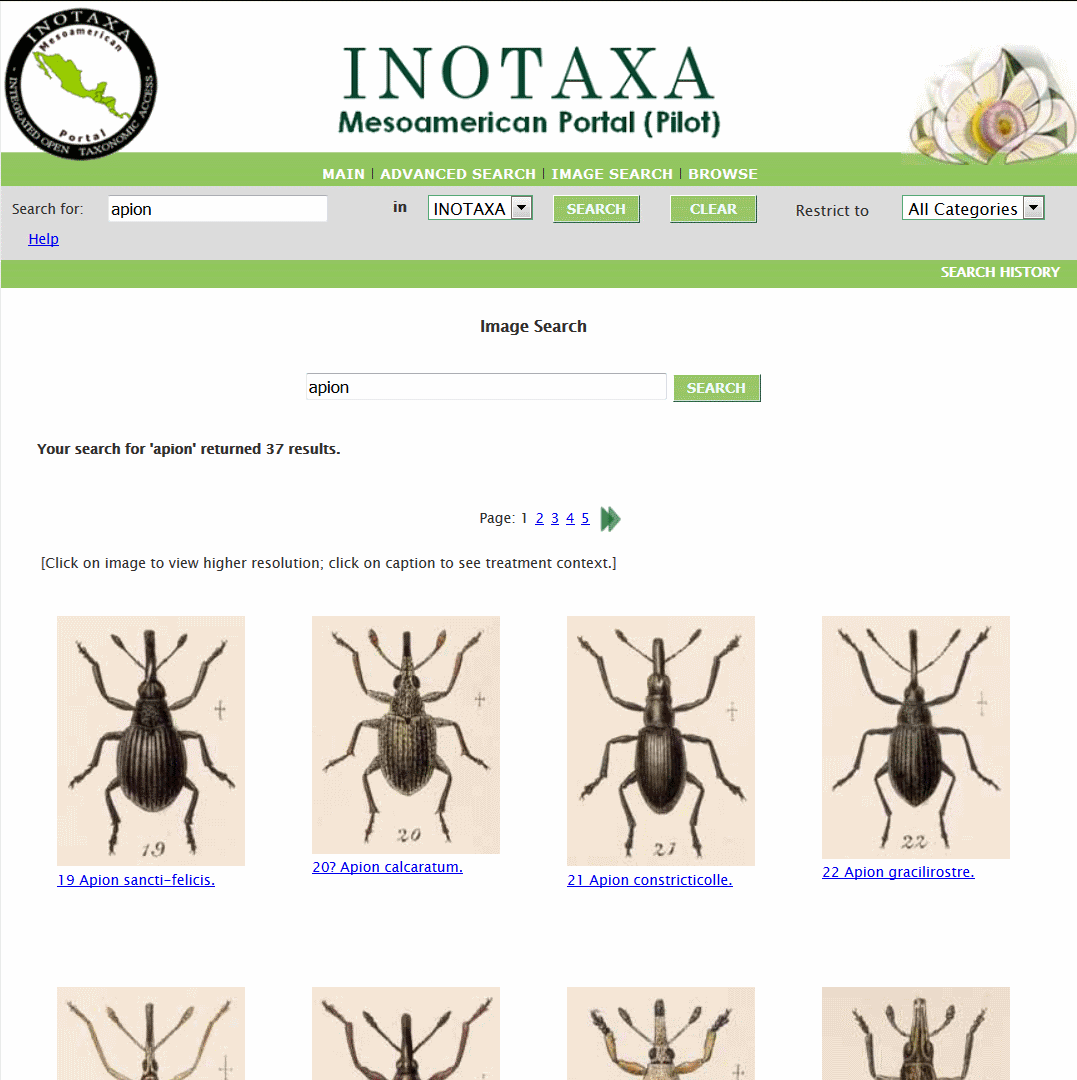 INOTAXA
Mesoamerican
Portal
INTEGRATED OPEN TAXONOMIC ACCESS
INOTAXA
Mesoamerican Portal (Pilot)
MAIN | ADVANCED SEARCH | IMAGE SEARCH | BROWSE
Search for: apion in INOTAXA SEARCH CLEAR Restrict to All Categories
Help
SEARCH HISTORY
Image Search
apion SEARCH
Your search for 'apion' returned 37 results.
Page: 1 2 3 4 5
[Click on image to view higher resolution; click on caption to see treatment context.]
19 20 21 22
19 Apion sancti-felicis. 20? Apion calcaratum. 21 Apion constricticolle. 22 Apion gracilirostre.